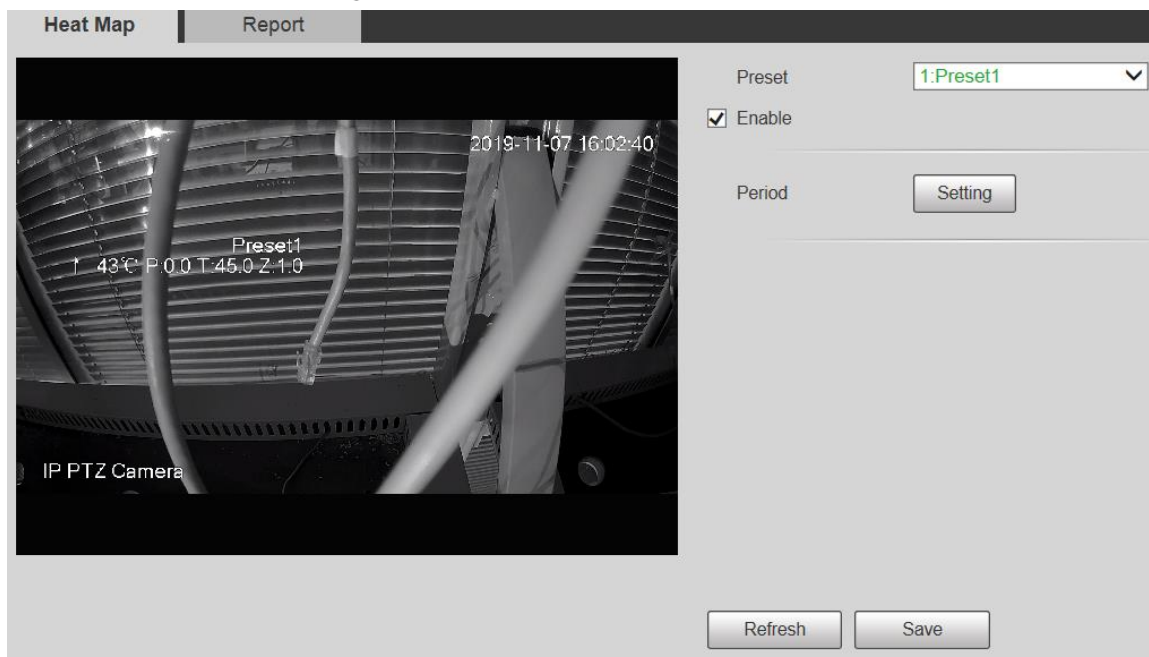 Heat Map
Report
Preset
1:Preset1
Enable
2019-11-07 16:02:40
Period
Setting
Preset1
↑ 43℃ P:0.0 T:45.0 Z:1.0
IP PTZ Camera
Refresh
Save